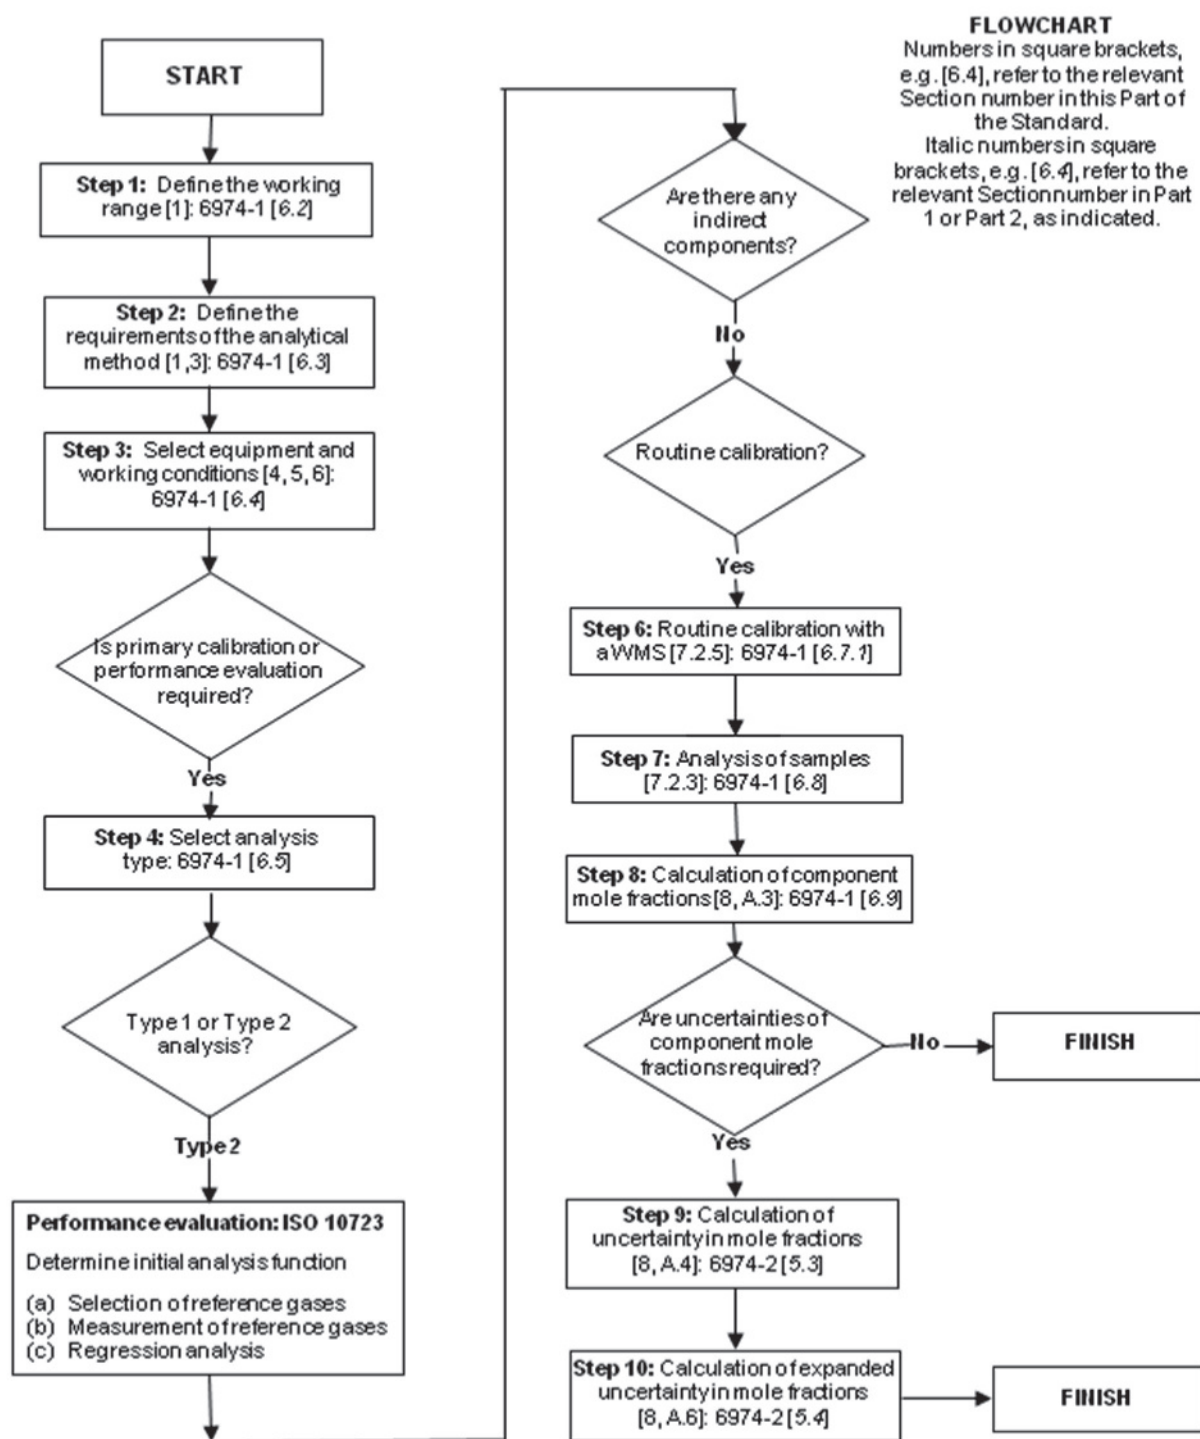 START
Step 1: Define the working
range [1]: 6974-1 [6.2]
Step 2: Define the
requirements of the analytical
method [1,3]: 6974-1 [6.3]
Step 3: Select equipment and
working conditions [4, 5, 6]:
6974-1 [6.4]
Is primary calibration or
performance evaluation
required?
Yes
Step 4: Select analysis
type: 6974-1 [6.5]
Type 1 or Type 2
analysis?
Type 2
Performance evaluation: ISO 10723
Determine initial analysis function
(a) Selection of reference gases
(b) Measurement of reference gases
(c) Regression analysis
Are there any
indirect
components?
No
Routine calibration?
Yes
Step 6: Routine calibration with
a WMS [7.2.5]: 6974-1 [6.7.1]
Step 7: Analysis of samples
[7.2.3]: 6974-1 [6.8]
Step 8: Calculation of component
mole fractions [8, A.3]: 6974-1 [6.9]
Are uncertainties of
component mole
fractions required?
No
FINISH
Yes
Step 9: Calculation of
uncertainty in mole fractions
[8, A.4]: 6974-2 [5.3]
Step 10: Calculation of expanded
uncertainty in mole fractions
[8, A.6]: 6974-2 [5.4]
FINISH
FLOWCHART
Numbers in square brackets,
e.g. [6.4], refer to the relevant
Section number in this Part of
the Standard.
Italic numbers in square
brackets, e.g. [6.4], refer to the
relevant Section number in Part
1 or Part 2, as indicated.